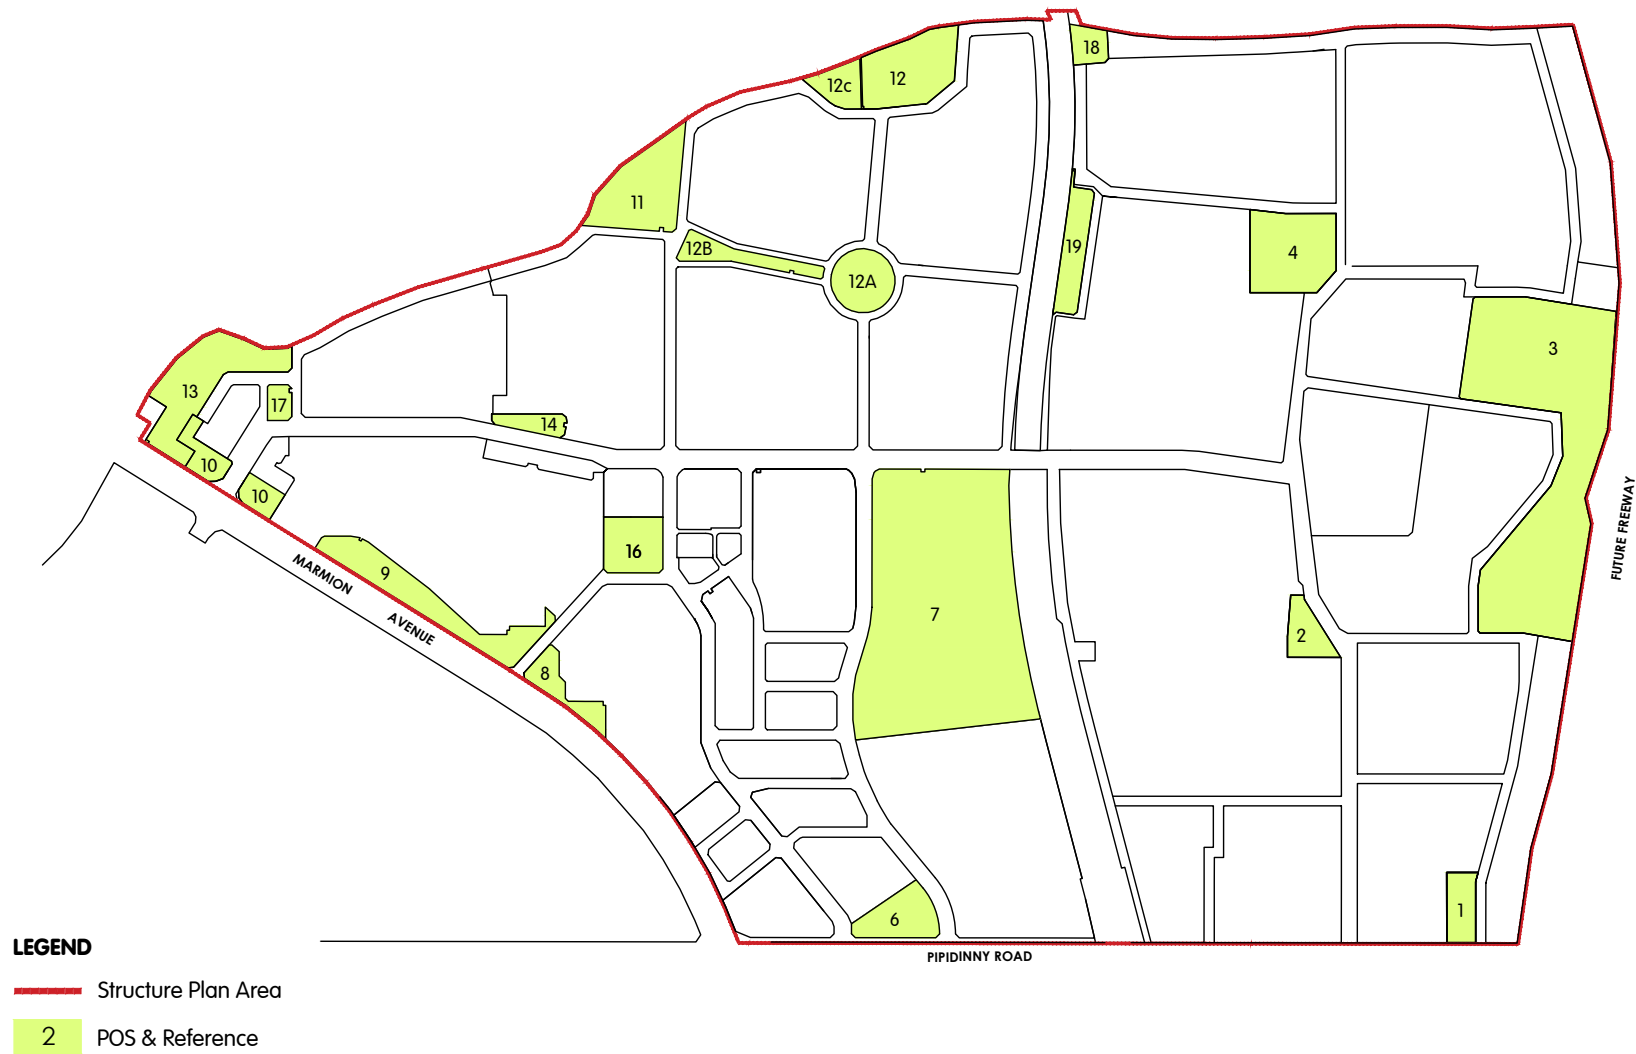 18
12c
12
11
12B
19
4
12A
3
13
17
14
10
10
16
9
MARMION
AVENUE
7
2
8
FUTURE FREEWAY
6
1
PIPIDINNY ROAD
LEGEND
Structure Plan Area
2 POS & Reference